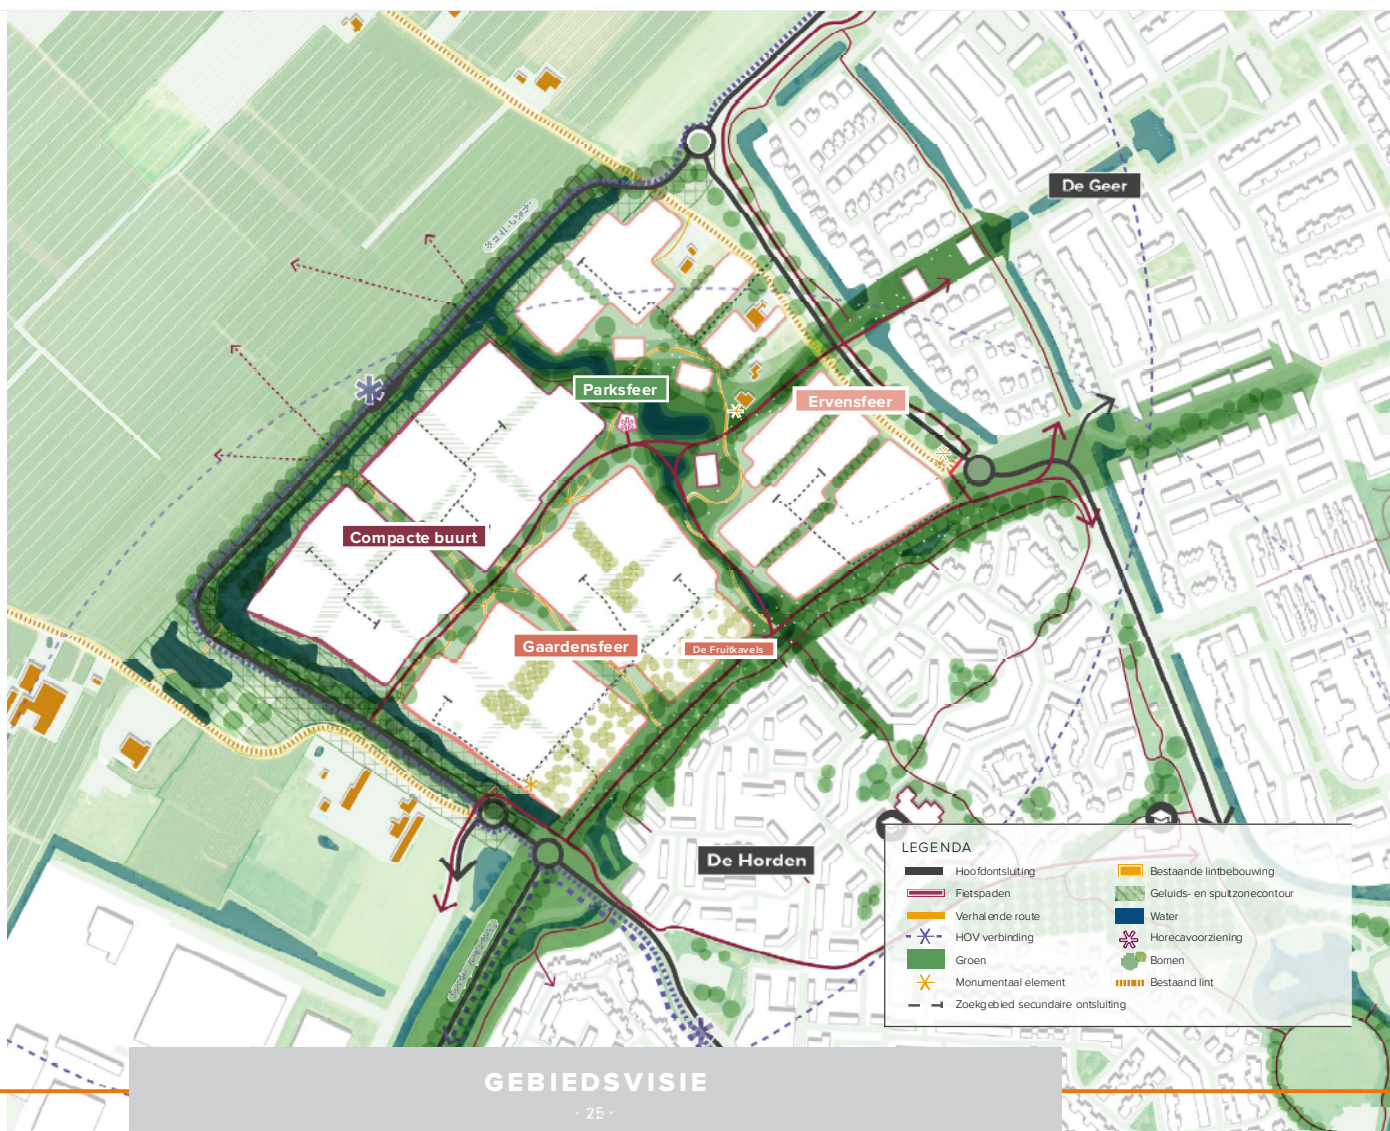 De Geer
Parksfeer
Ervensfeer
Compacte buurt
Gaardensfeer
De Fruitkavels
De Horden
LEGENDA
Hoofdontsluiting
Fietspaden
Verhalende route
HOV verbinding
Groen
Monumentaal element
Zoekgebied secundaire ontsluiting
Bestaande lintbebouwing
Geluids- en spuitzonecontour
Water
Horecavoorziening
Bomen
Bestaand lint
GEBIEDSVISIE
· 25 ·